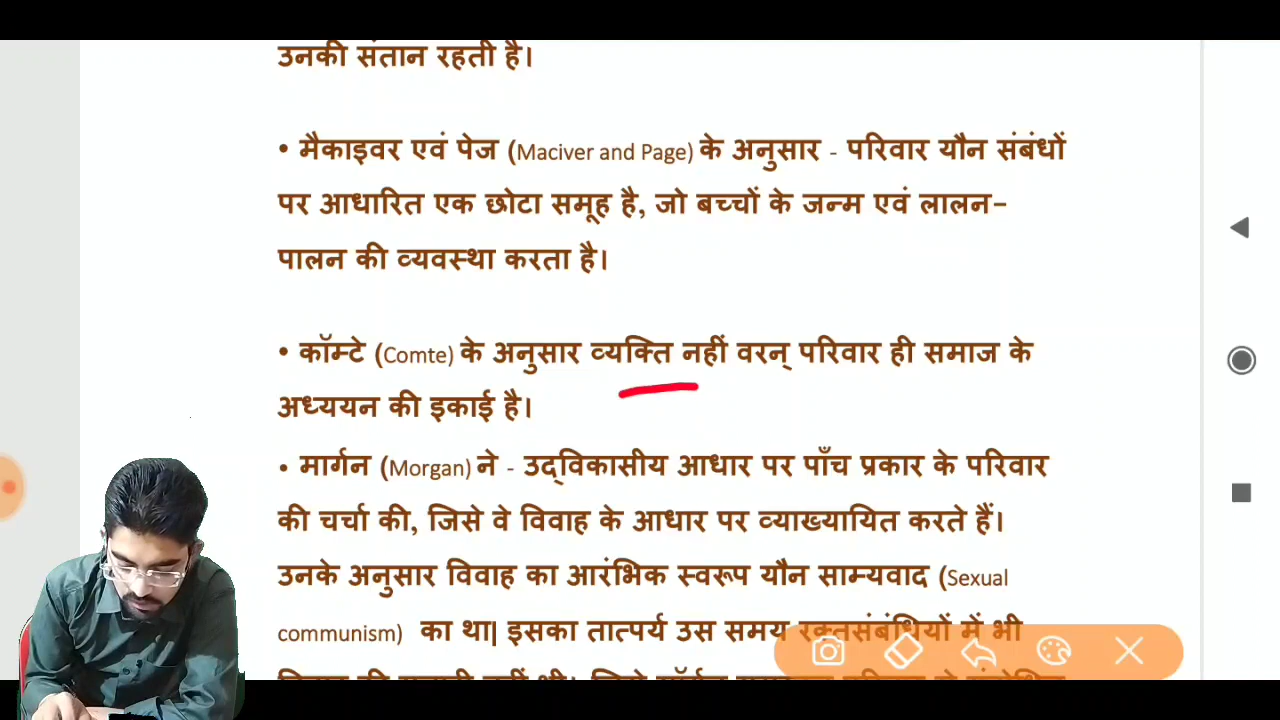 उनकी संतान रहती है।
• मैकाइवर एवं पेज (Maciver and Page) के अनुसार - परिवार यौन संबंधों
पर आधारित एक छोटा समूह है, जो बच्चों के जन्म एवं लालन-
पालन की व्यवस्था करता है।
• कॉम्टे (Comte) के अनुसार व्यक्ति नहीं वरन् परिवार ही समाज के
अध्ययन की इकाई है।
• मार्गन (Morgan) ने - उद्विकासीय आधार पर पाँच प्रकार के परिवार
की चर्चा की, जिसे वे विवाह के आधार पर व्याख्यायित करते हैं।
उनके अनुसार विवाह का आरंभिक स्वरूप यौन साम्यवाद (Sexual
communism) का था| इसका तात्पर्य उस समय रक्तसंबंधियों में भी